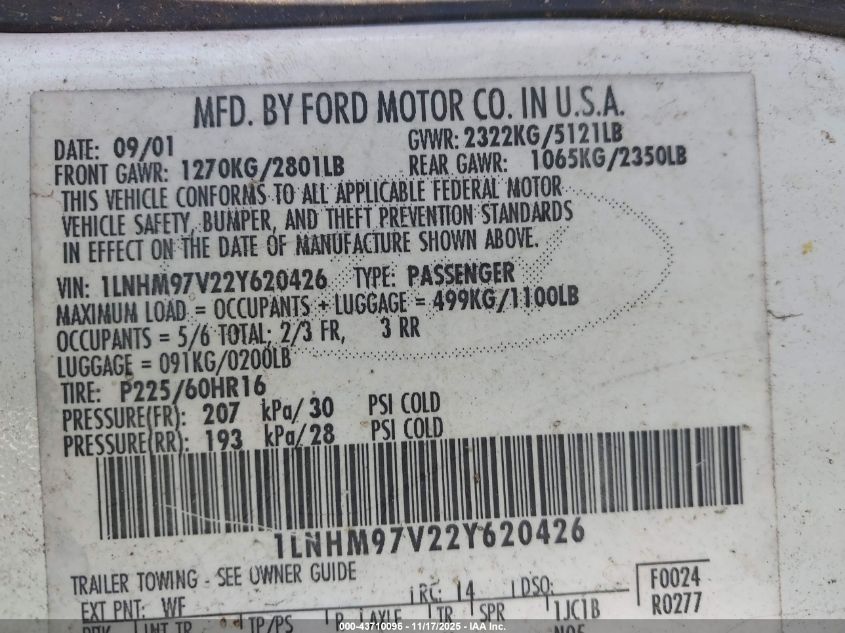 MFD. BY FORD MOTOR CO. IN U.S.A.
DATE: 09/01 GVWR: 2322KG/5121LB
FRONT GAWR: 1270KG/2801LB REAR GAWR: 1065KG/2350LB
THIS VEHICLE CONFORMS TO ALL APPLICABLE FEDERAL MOTOR
VEHICLE SAFETY, BUMPER, AND THEFT PREVENTION STANDARDS
IN EFFECT ON THE DATE OF MANUFACTURE SHOWN ABOVE.
VIN: 1LNHM97V22Y620426 TYPE: PASSENGER
MAXIMUM LOAD = OCCUPANTS + LUGGAGE = 499KG/1100LB
OCCUPANTS = 5/6 TOTAL; 2/3 FR, 3 RR
LUGGAGE = 091KG/0200LB
TIRE: P225/60HR16
PRESSURE(FR): 207 kPa/ 30 PSI COLD
PRESSURE(RR): 193 kPa/ 28 PSI COLD
1LNHM97V22Y620426
TRAILER TOWING - SEE OWNER GUIDE
EXT PNT: WF RC: 14 DSO: F0024
INT TR TP/PS R AXLE TR SPR 1JC1B R0277
000-43710096 - 11/17/2025 - IAA Inc.